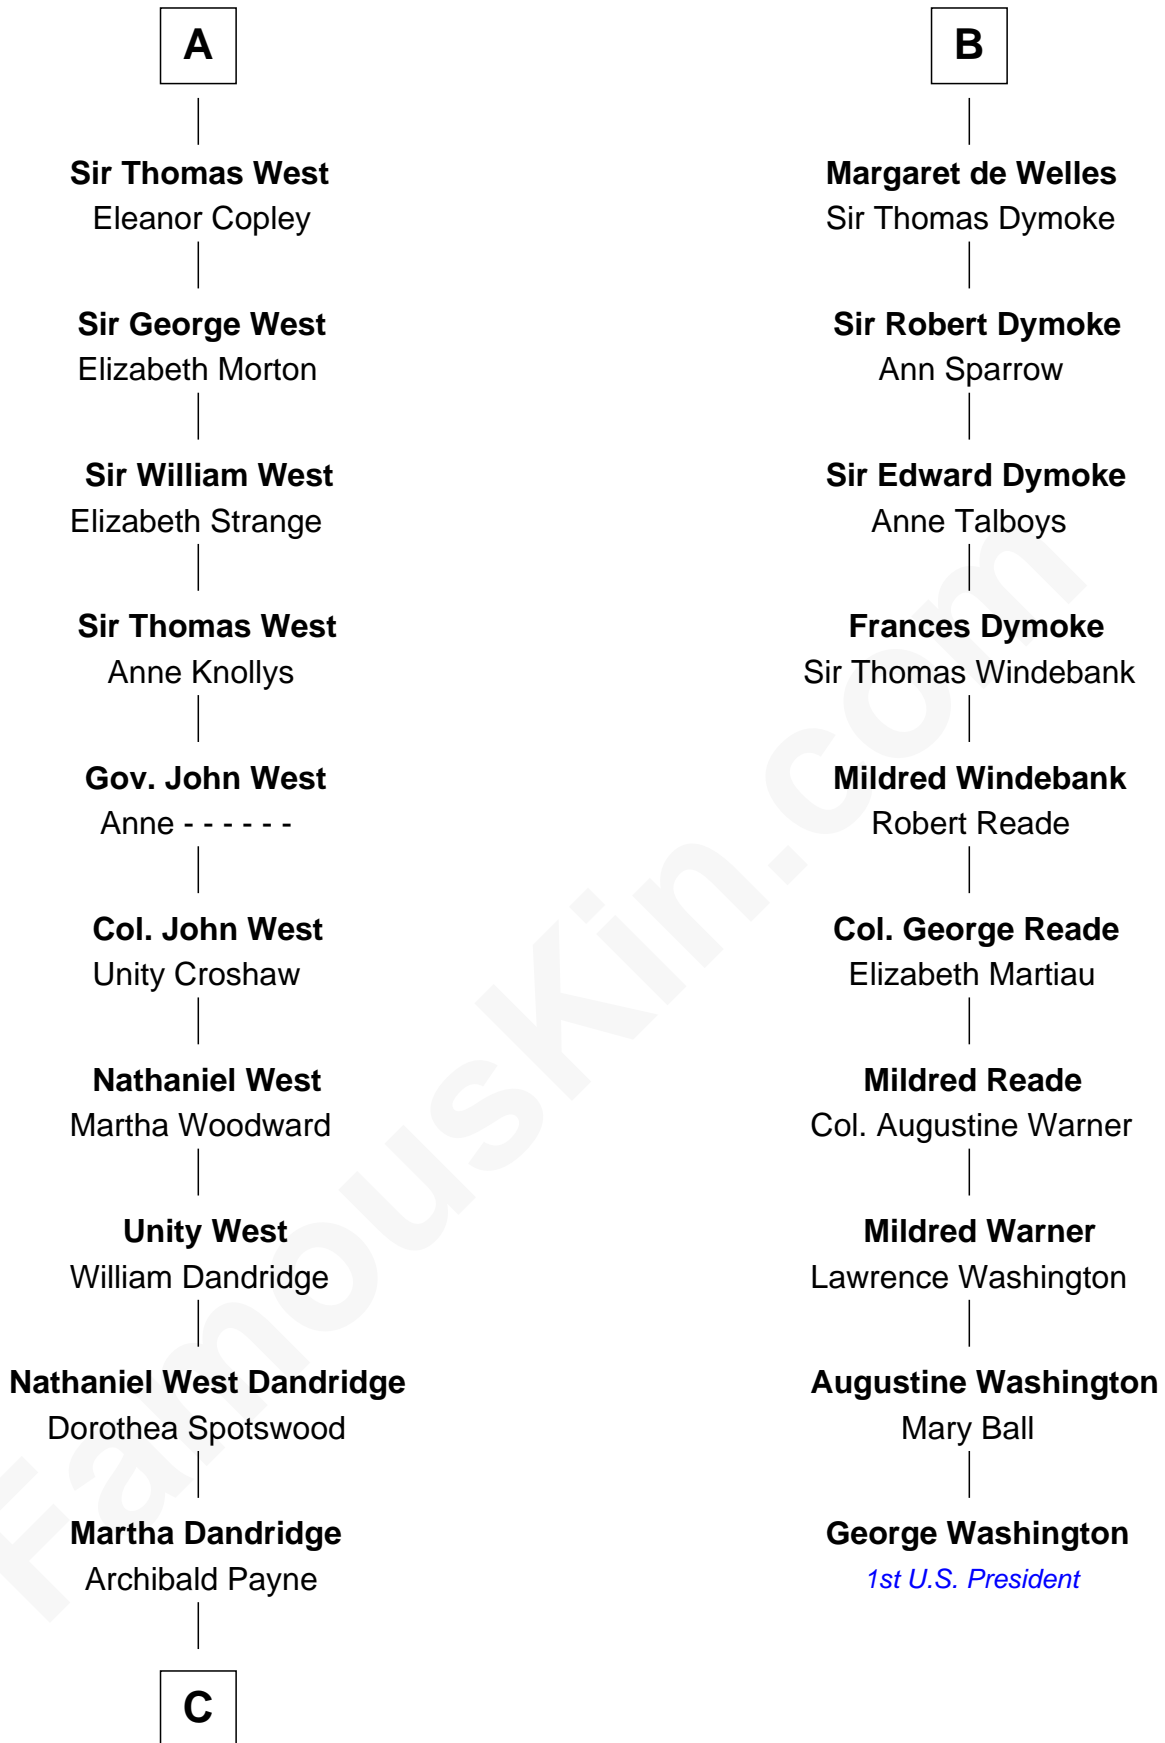 A
Sir Thomas West
Eleanor Copley
Sir George West
Elizabeth Morton
Sir William West
Elizabeth Strange
Sir Thomas West
Anne Knollys
Gov. John West
Anne - - - - - -
Col. John West
Unity Croshaw
Nathaniel West
Martha Woodward
Unity West
William Dandridge
Nathaniel West Dandridge
Dorothea Spotswood
Martha Dandridge
Archibald Payne
C
B
Margaret de Welles
Sir Thomas Dymoke
Sir Robert Dymoke
Ann Sparrow
Sir Edward Dymoke
Anne Talboys
Frances Dymoke
Sir Thomas Windebank
Mildred Windebank
Robert Reade
Col. George Reade
Elizabeth Martiau
Mildred Reade
Col. Augustine Warner
Mildred Warner
Lawrence Washington
Augustine Washington
Mary Ball
George Washington
1st U.S. President
FamousKin.com